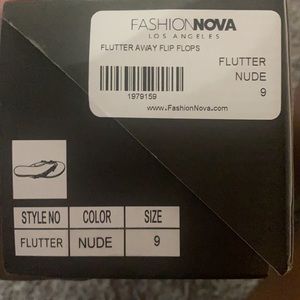 FASHIONNOVA
LOS ANGELES
FLUTTER AWAY FLIP FLOPS
FLUTTER
NUDE
9
1979159
www.FashionNova.com
STYLE NO COLOR SIZE
FLUTTER NUDE 9